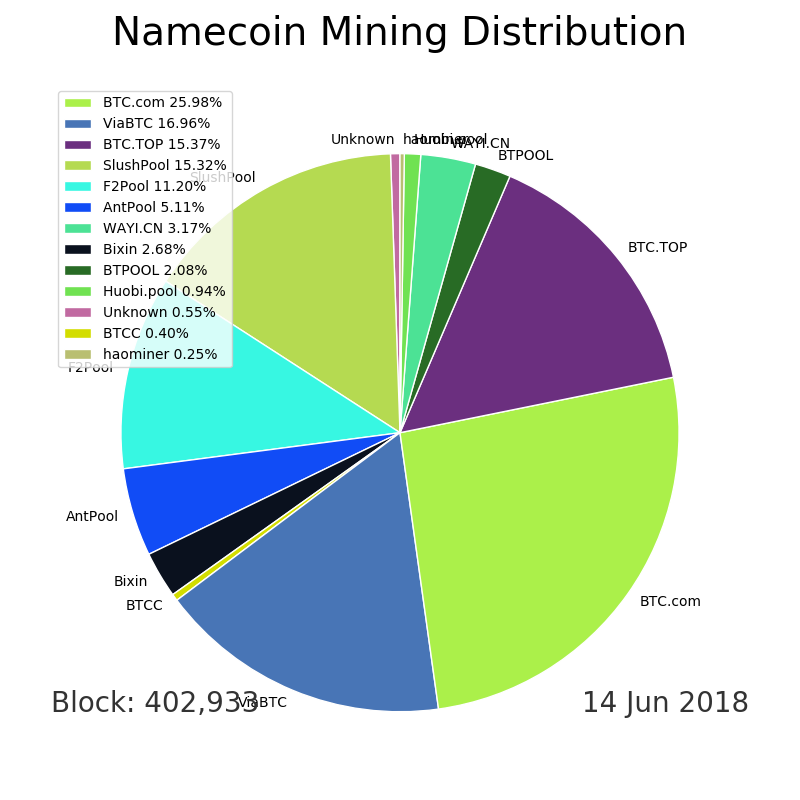 Namecoin Mining Distribution
BTC.com 25.98%
ViaBTC 16.96%
BTC.TOP 15.37%
SlushPool 15.32%
F2Pool 11.20%
AntPool 5.11%
WAYI.CN 3.17%
Bixin 2.68%
BTPOOL 2.08%
Huobi.pool 0.94%
Unknown 0.55%
BTCC 0.40%
haominer 0.25%
Unknown
haominer
Huobi.pool
WAYI.CN
BTPOOL
SlushPool
BTC.TOP
F2Pool
AntPool
Bixin
BTCC
BTC.com
ViaBTC
Block: 402,933
14 Jun 2018